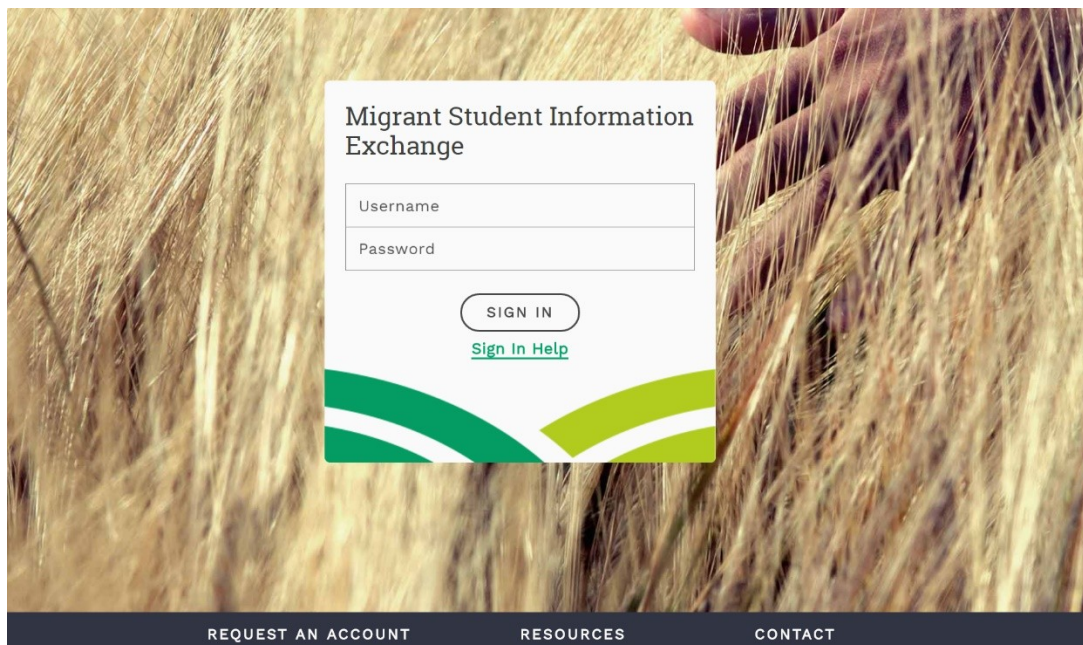 Migrant Student Information
Exchange
Username
Password
SIGN IN
Sign In Help
REQUEST AN ACCOUNT
RESOURCES
CONTACT